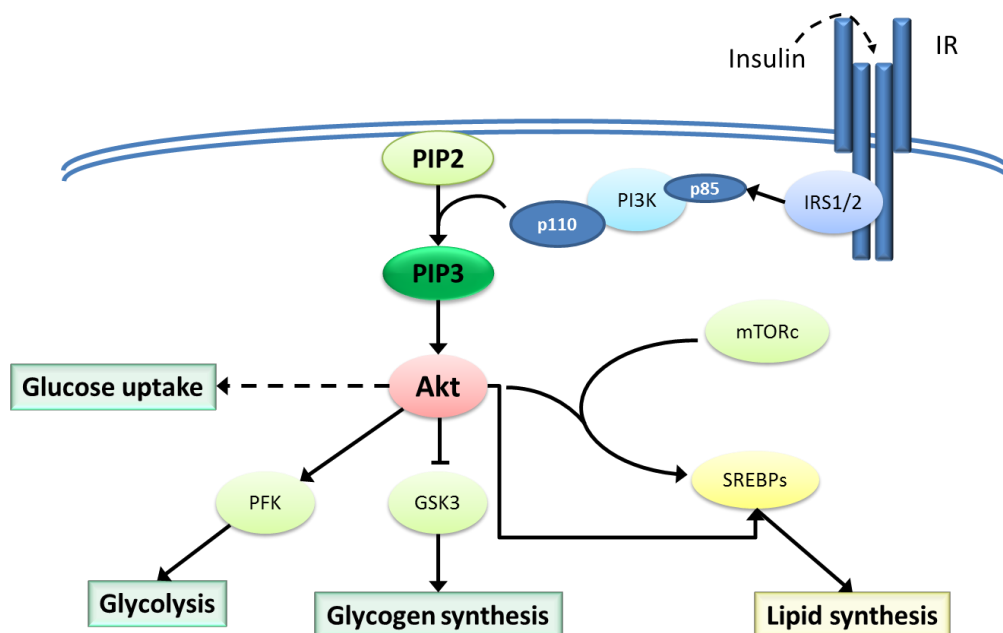 Insulin
IR
PIP2
PI3K
p85
IRS1/2
p110
PIP3
mTORc
Glucose uptake
Akt
PFK
GSK3
SREBPs
Glycolysis
Glycogen synthesis
Lipid synthesis